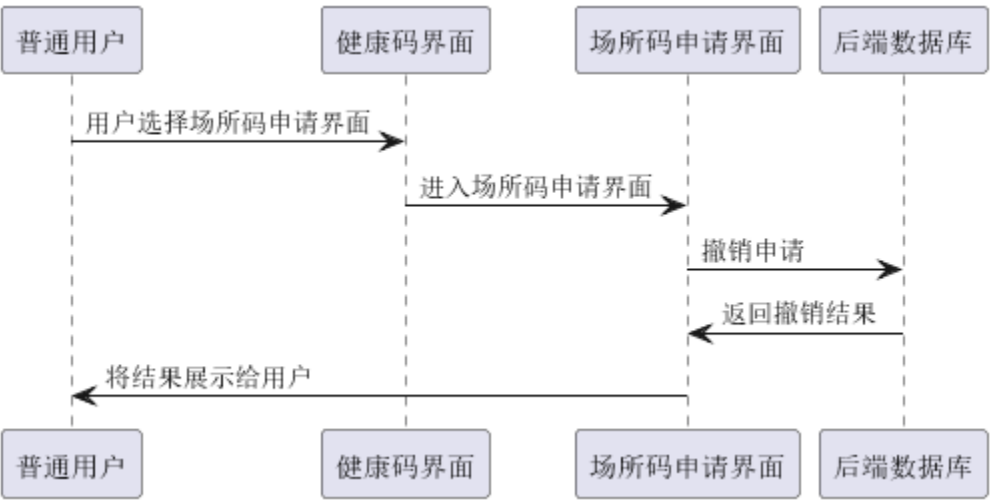 普通用户
健康码界面
场所码申请界面
后端数据库
用户选择场所码申请界面
进入场所码申请界面
撤销申请
返回撤销结果
将结果展示给用户
普通用户
健康码界面
场所码申请界面
后端数据库